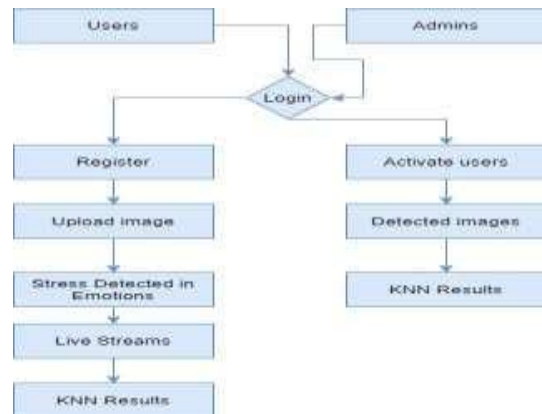 Users
Admins
Login
Register
Activate users
Upload image
Detected images
Stress Detected in
Emotions
KNN Results
Live Streams
KNN Results